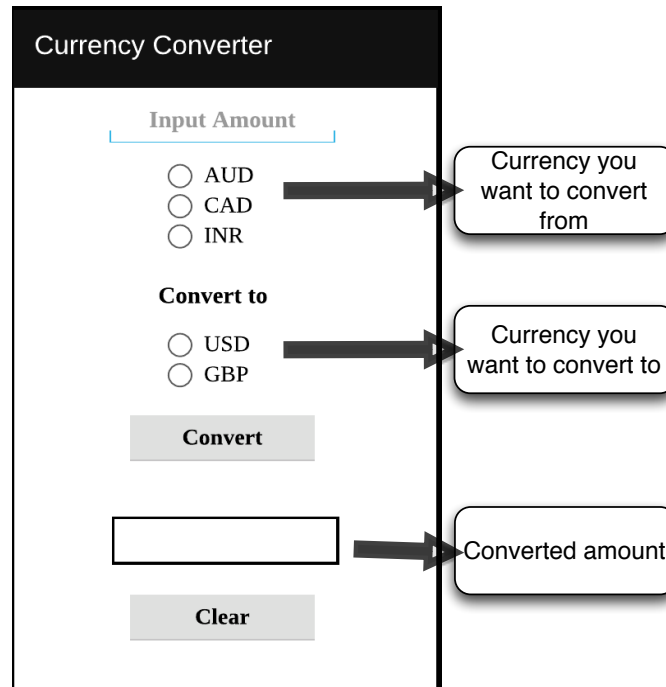 Currency Converter
Input Amount
AUD
CAD
INR
Currency you
want to convert
from
Convert to
USD
GBP
Currency you
want to convert to
Convert
Converted amount
Clear